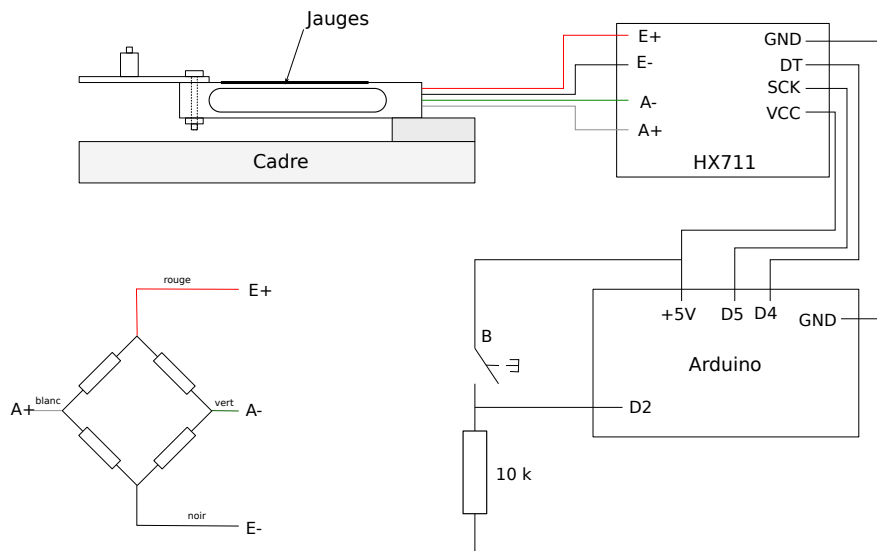 Jauges
Cadre
E+
E-
A-
A+
GND
DT
SCK
VCC
HX711
+5V
D5
D4
GND
Arduino
D2
B
10 k
rouge
E+
A+
blanc
vert
A-
noir
E-